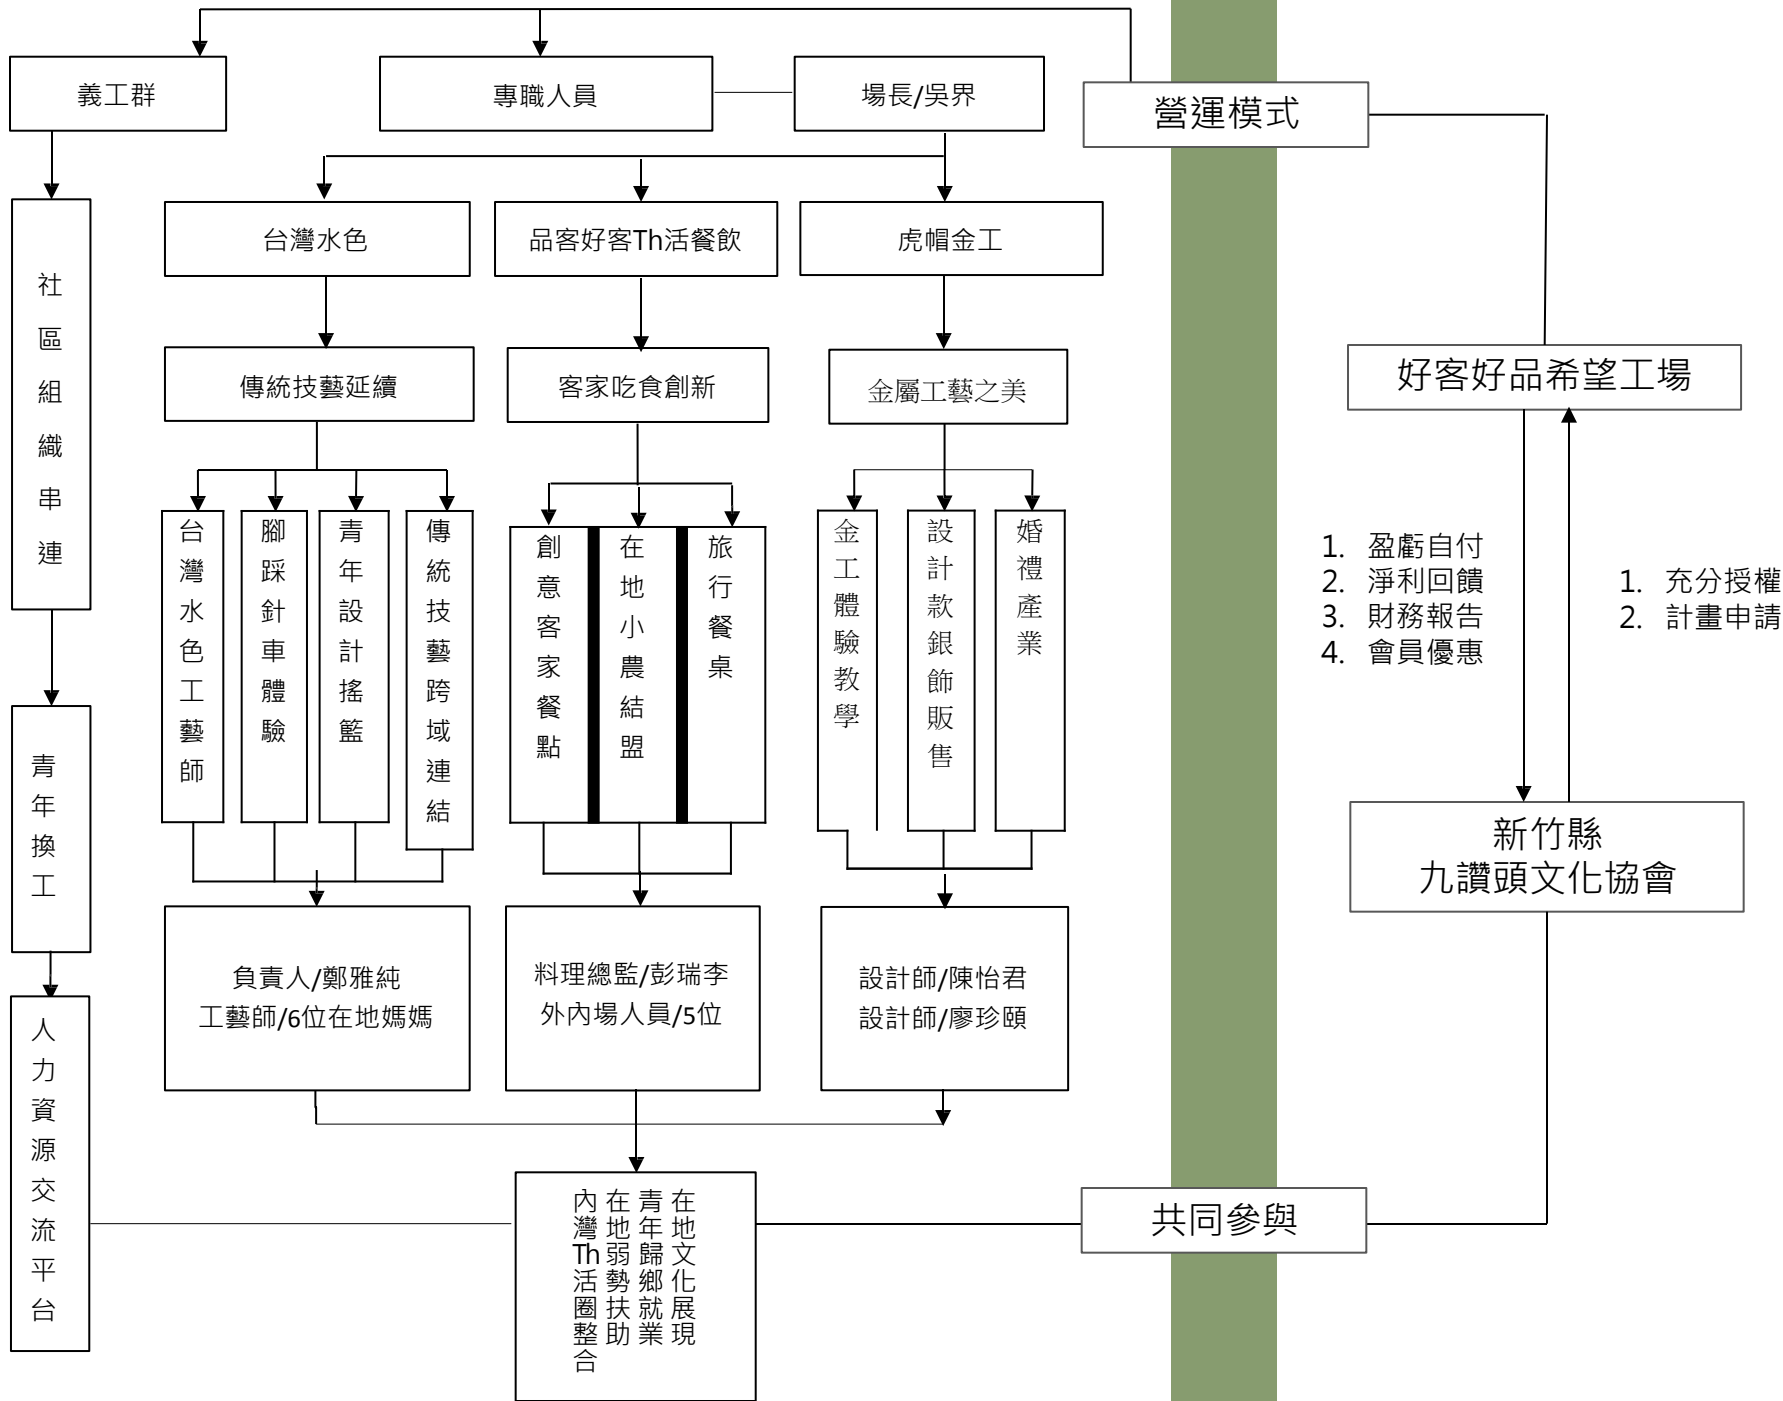 義工群
專職人員
場長/吳界
營運模式
台灣水色
品客好客Th活餐飲
虎帽金工
社區組織串連
傳統技藝延續
客家吃食創新
金屬工藝之美
好客好品希望工場
台灣水色工藝師
腳踩針車體驗
青年設計搖籃
傳統技藝跨域連結
創意客家餐點
在地小農結盟
旅行餐桌
金工體驗教學
設計款銀飾販售
婚禮產業
1. 盈虧自付
2. 淨利回饋
3. 財務報告
4. 會員優惠
1. 充分授權
2. 計畫申請
青年換工
新竹縣
九讚頭文化協會
負責人/鄭雅純
工藝師/6位在地媽媽
料理總監/彭瑞李
外內場人員/5位
設計師/陳怡君
設計師/廖珍頤
人力資源交流平台
在地文化展現
青年歸鄉就業
在地弱勢扶助
內灣Th活圈整合
共同參與